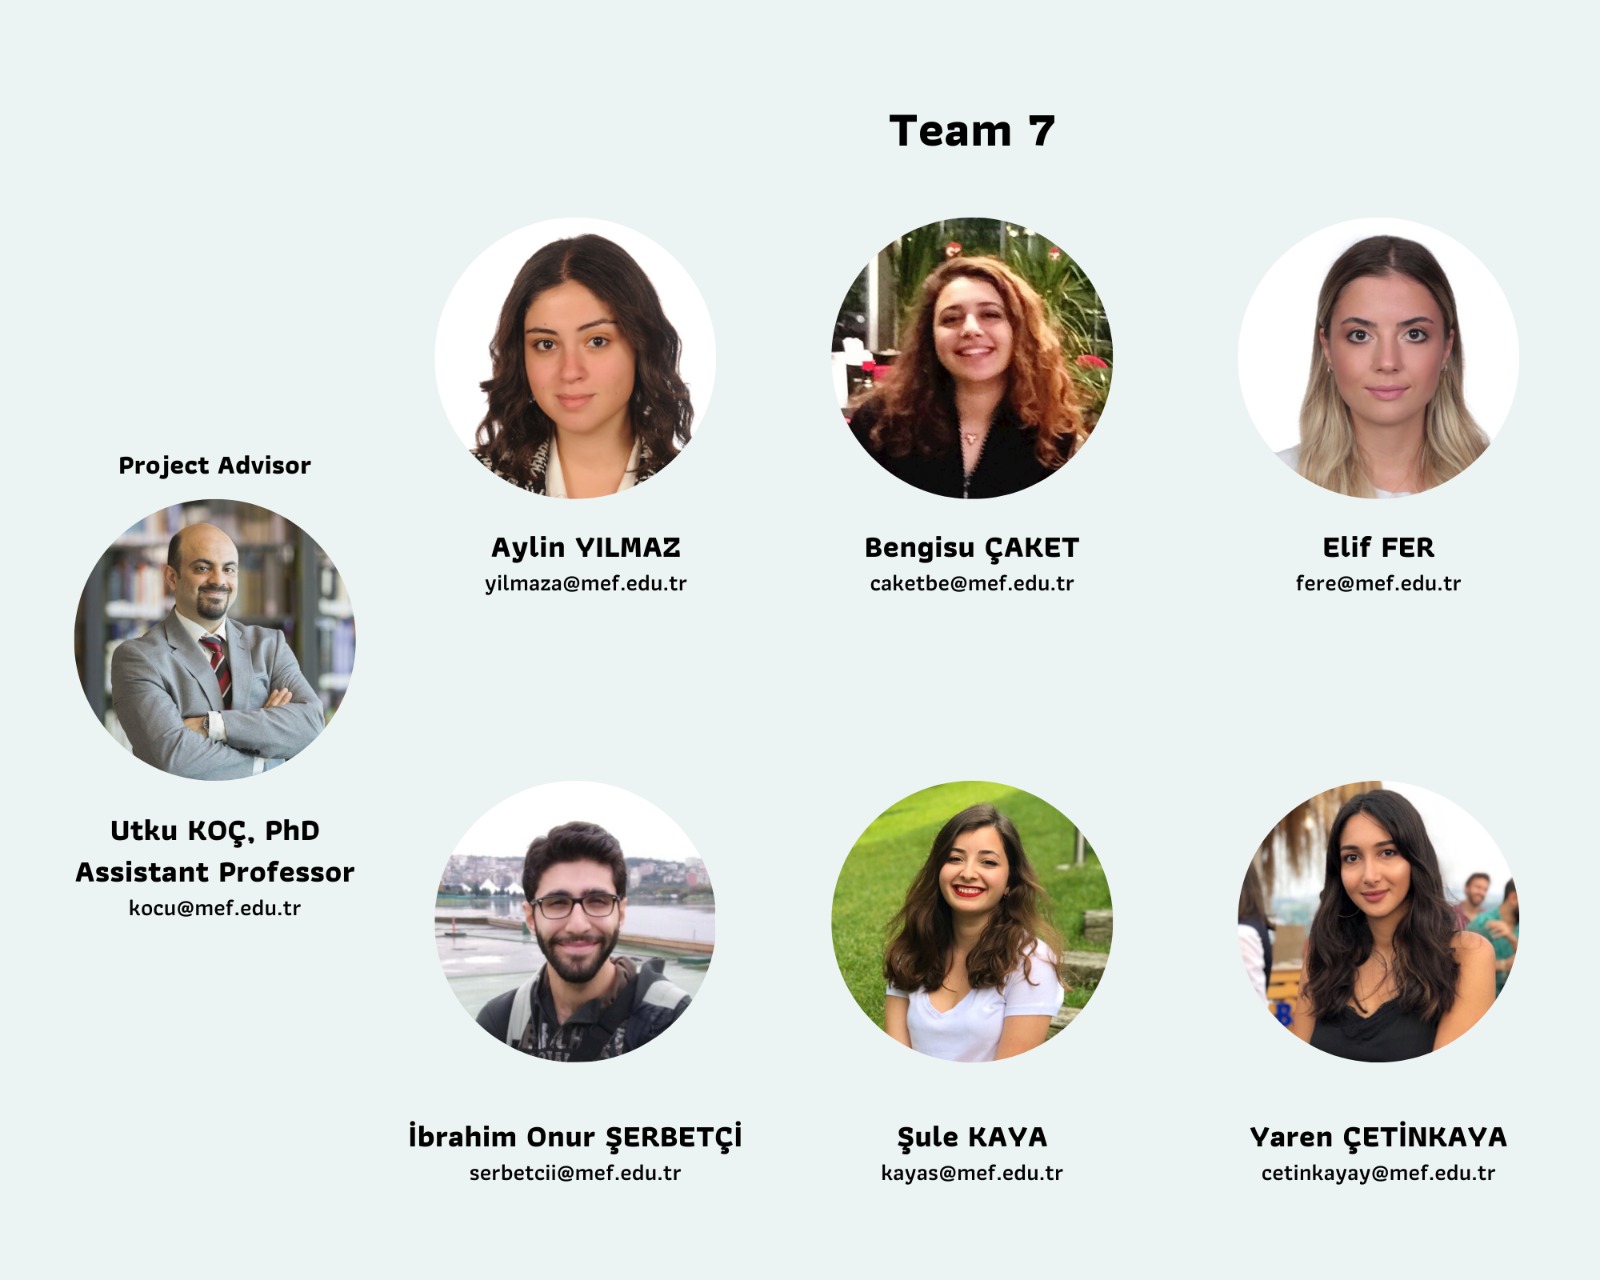 Team 7
Project Advisor
Utku KOÇ, PhD
Assistant Professor
kocu@mef.edu.tr
Aylin YILMAZ
yilmaza@mef.edu.tr
Bengisu ÇAKET
caketbe@mef.edu.tr
Elif FER
fere@mef.edu.tr
İbrahim Onur ŞERBETÇİ
serbetcii@mef.edu.tr
Şule KAYA
kayas@mef.edu.tr
Yaren ÇETİNKAYA
cetinkayay@mef.edu.tr